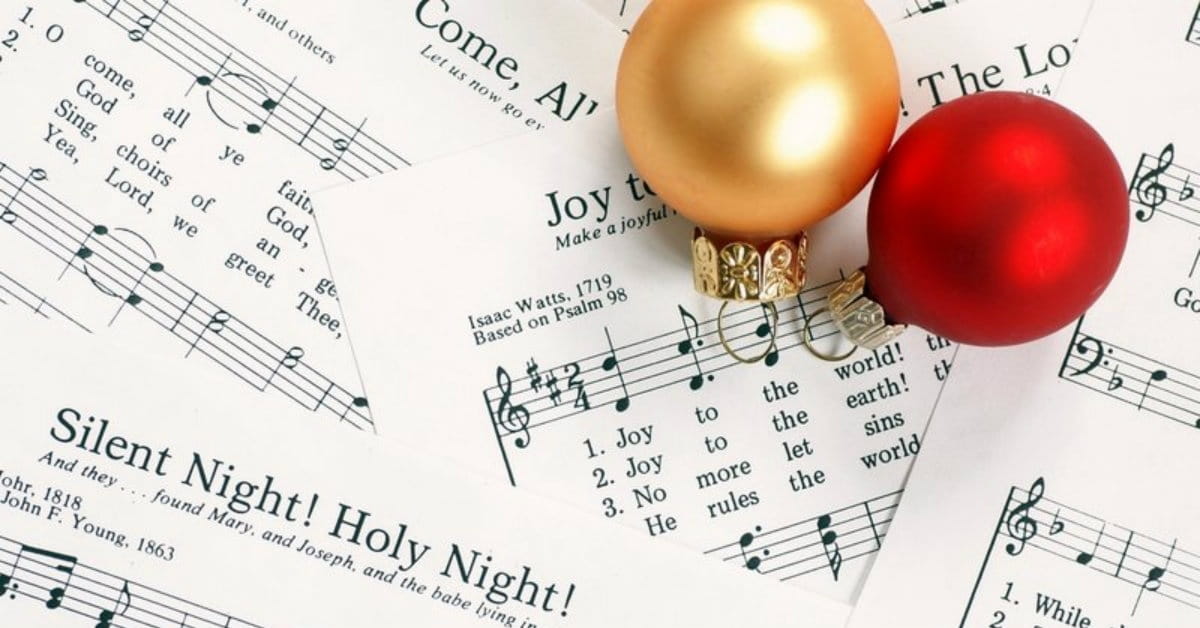 , and others
1. O come, all ye
2. God of
Sing, choirs of God,
Yea, Lord, we greet Thee,
Come, Al
Let us now go
! The Lo
8:4
Joy to
Make a joyful
Isaac Watts, 1719
Based on Psalm 98
2
4
1. Joy to the world!
2. Joy to the earth!
3. No more let sins
He rules the world
Silent Night! Holy Night!
And they . . . found Mary, and Joseph, and the babe lying in
ohr, 1818
John F. Young, 1863
1. While
2.